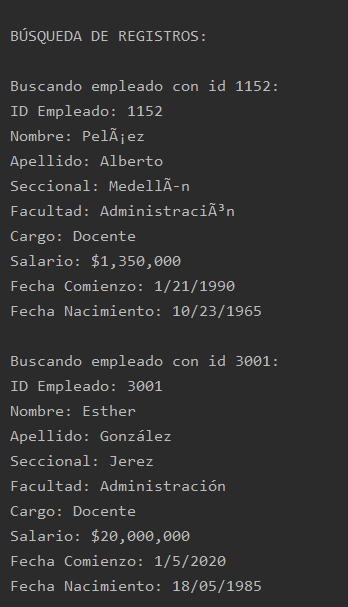 BÚSQUEDA DE REGISTROS:
Buscando empleado con id 1152:
ID Empleado: 1152
Nombre: PelÃ¡ez
Apellido: Alberto
Seccional: MedellÃ-n
Facultad: AdministraciÃ³n
Cargo: Docente
Salario: $1,350,000
Fecha Comienzo: 1/21/1990
Fecha Nacimiento: 10/23/1965
Buscando empleado con id 3001:
ID Empleado: 3001
Nombre: Esther
Apellido: González
Seccional: Jerez
Facultad: Administración
Cargo: Docente
Salario: $20,000,000
Fecha Comienzo: 1/5/2020
Fecha Nacimiento: 18/05/1985